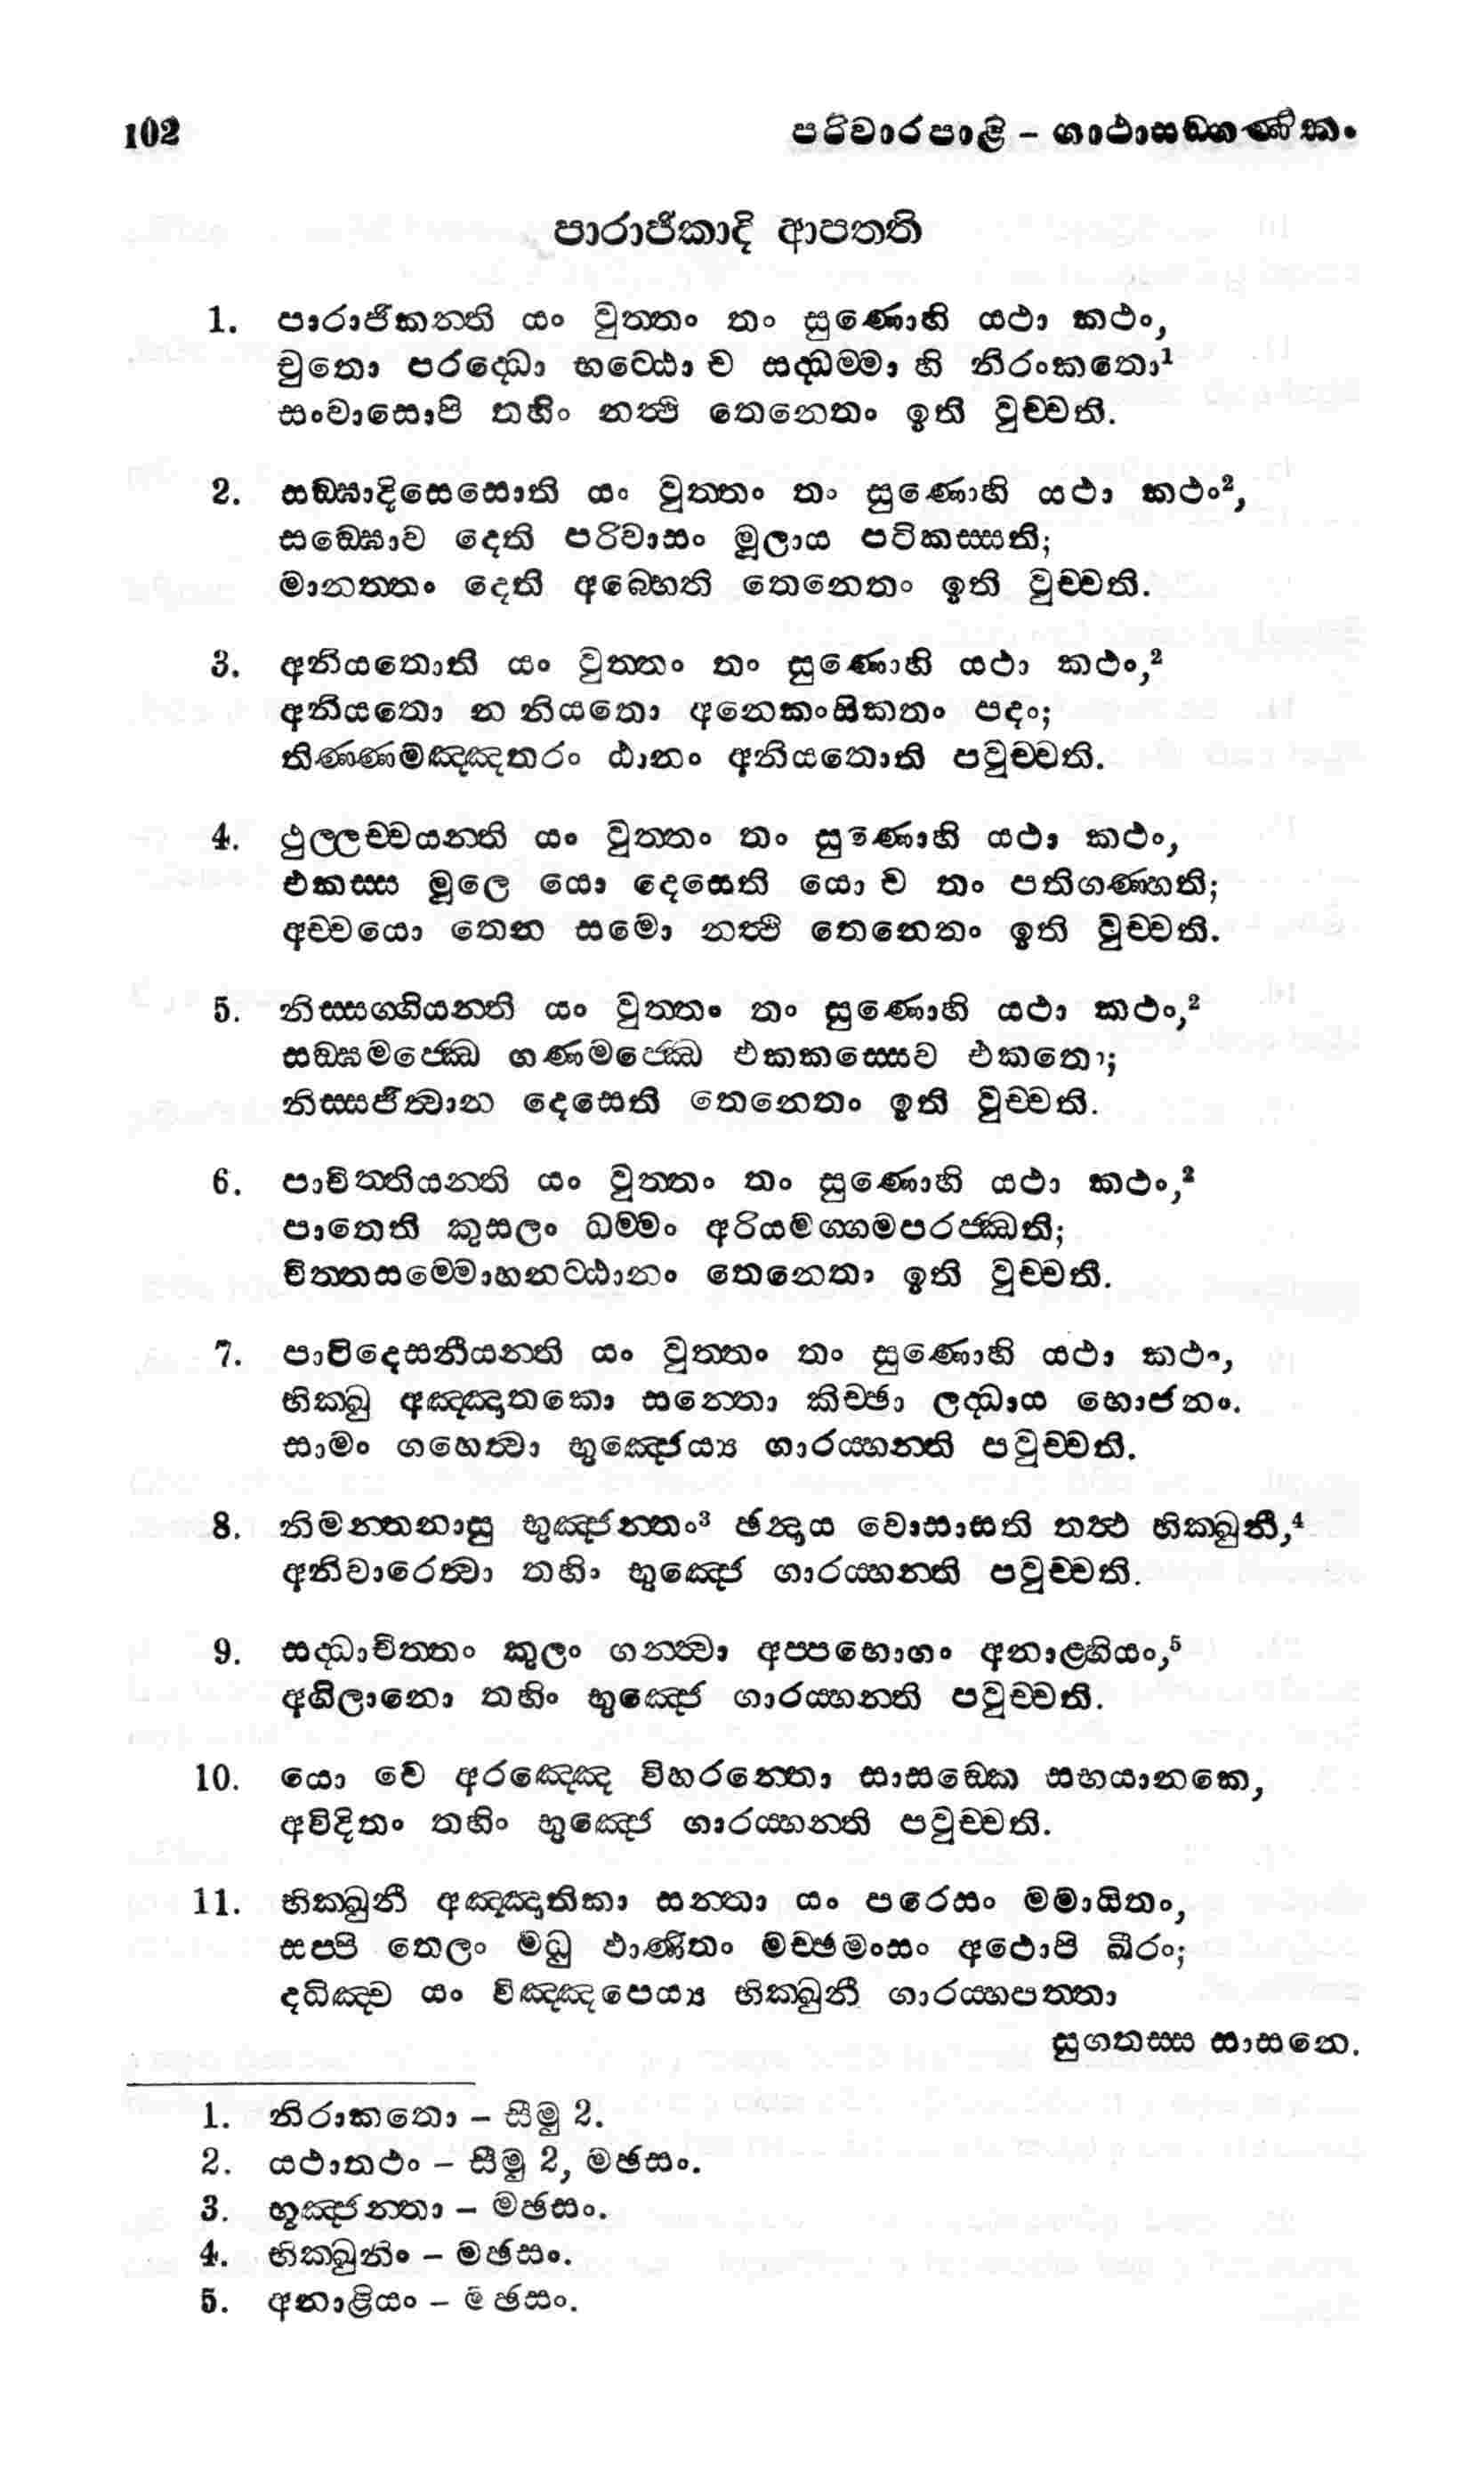 102
පරිවාරපාළි - ගාථාසඞ්ගණිකං
පාරාජිකාදි ආපත්ති
1. පාරාජිකන්ති යං වුත්තං තං සුණොහි යථා කථං,
චුතො පරද්ධො භට්ඨො ච සද්ධම්මා හි නිරංකතො¹
සංවාසොපි තහිං නත්ථි තෙනෙතං ඉති වුච්චති.
2. සඞ්ඝාදිසෙසොති යං වුත්තං තං සුණොහි යථා කථං²,
සඞ්ඝොව දෙති පරිවාසං මූලාය පටිකස්සති;
මානත්තං දෙති අබ්භෙති තෙනෙතං ඉති වුච්චති.
3. අනියතොති යං වුත්තං තං සුණොහි යථා කථං,²
අනියතො න නියතො අනෙකංසිකතං පදං;
තිණ්ණමඤ්ඤතරං ඨානං අනියතොති පවුච්චති.
4. ථුල්ලච්චයන්ති යං වුත්තං තං සුණොහි යථා කථං,
එකස්ස මූලෙ යො දෙසෙති යො ච තං පතිගණ්හති;
අච්චයො තෙන සමො නත්ථි තෙනෙතං ඉති වුච්චති.
5. නිස්සග්ගියන්ති යං වුත්තං තං සුණොහි යථා කථං,²
සඞ්ඝමජ්ඣෙ ගණමජ්ඣෙ එකකස්සෙව එකතො;
නිස්සජිත්වාන දෙසෙති තෙනෙතං ඉති වුච්චති.
6. පාචිත්තියන්ති යං වුත්තං තං සුණොහි යථා කථං,²
පාතෙති කුසලං ධම්මං අරියමග්ගමපරජ්ඣති;
චිත්තසම්මොහනට්ඨානං තෙනෙතං ඉති වුච්චති.
7. පාටිදෙසනීයන්ති යං වුත්තං තං සුණොහි යථා කථං,
භික්ඛු අඤ්ඤාතකො සන්තො කිච්ඡා ලද්ධාය භොජනං.
සාමං ගහෙත්වා භුඤ්ජෙය්‍ය ගාරය්හන්ති පවුච්චති.
8. නිමන්තනාසු භුඤ්ජන්තං³ ඡන්දාය වොසාසති තත්ථ භික්ඛුනී,⁴
අනිවාරෙත්වා තහිං භුඤ්ජෙ ගාරය්හන්ති පවුච්චති.
9. සද්ධාචිත්තං කුලං ගන්ත්වා අප්පභොගං අනාළහියං,⁵
අගිලානො තහිං භුඤ්ජෙ ගාරය්හන්ති පවුච්චති.
10. යො වෙ අරඤ්ඤෙ විහරන්තො සාසඞ්කෙ සභයානකෙ,
අවිදිතං තහිං භුඤ්ජෙ ගාරය්හන්ති පවුච්චති.
11. භික්ඛුනී අඤ්ඤාතිකා සන්තා යං පරෙසං මමායිතං,
සප්පි තෙලං මධු ඵාණිතං මච්ඡමංසං අථොපි ඛීරං;
දධිඤ්ච යං විඤ්ඤපෙය්‍ය භික්ඛුනී ගාරය්හපත්තා
සුගතස්ස සාසනෙ.
1. නිරාකතො - සීමු 2.
2. යථාතථං - සීමු 2, මඡසං.
3. භුඤ්ජන්තා - මඡසං.
4. භික්ඛුනිං - මඡසං.
5. අනාළියං - මඡසං.